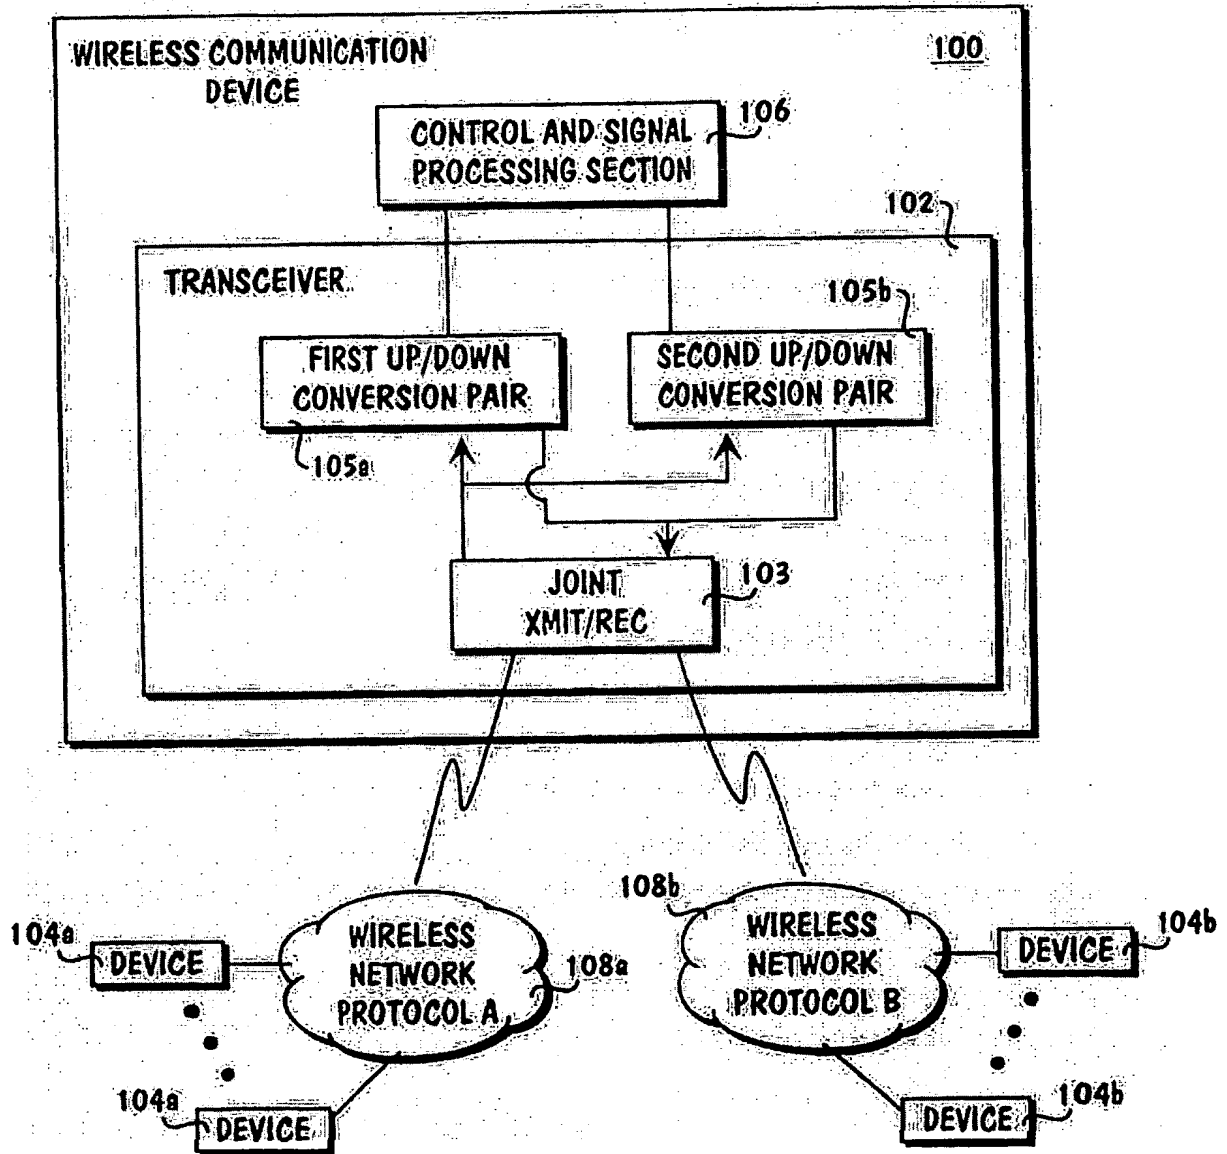 WIRELESS COMMUNICATION
DEVICE
100
CONTROL AND SIGNAL
PROCESSING SECTION
106
102
TRANSCEIVER
105b
FIRST UP/DOWN
CONVERSION PAIR
SECOND UP/DOWN
CONVERSION PAIR
105a
JOINT
XMIT/REC
103
108b
104a
DEVICE
WIRELESS
NETWORK
PROTOCOL A
108a
WIRELESS
NETWORK
PROTOCOL B
DEVICE
104b
104a
DEVICE
DEVICE
104b